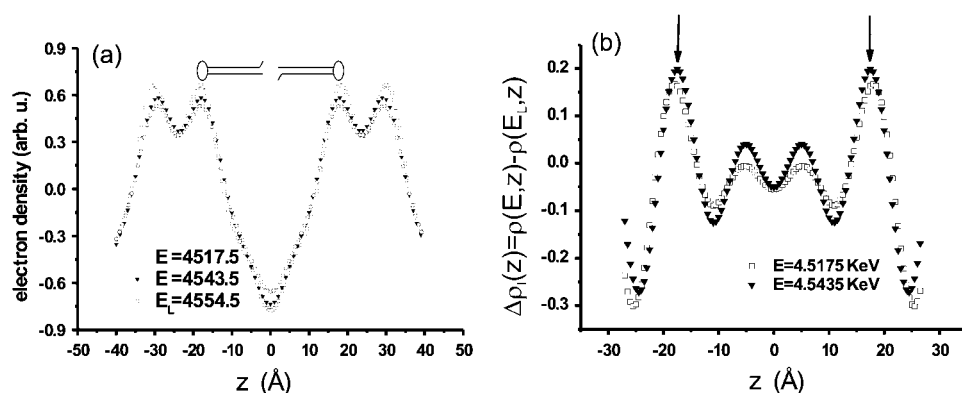 (a)
electron density (arb. u.)
0.9
0.6
0.3
0.0
-0.3
-0.6
-0.9
E=4517.5
E=4543.5
E_L=4554.5
-50 -40 -30 -20 -10 0 10 20 30 40 50
z (Å)
(b)
Δρ_I(z)=ρ(E,z)-ρ(E_L,z)
0.2
0.1
0.0
-0.1
-0.2
-0.3
E=4.5175 KeV
E=4.5435 KeV
-30 -20 -10 0 10 20 30
z (Å)